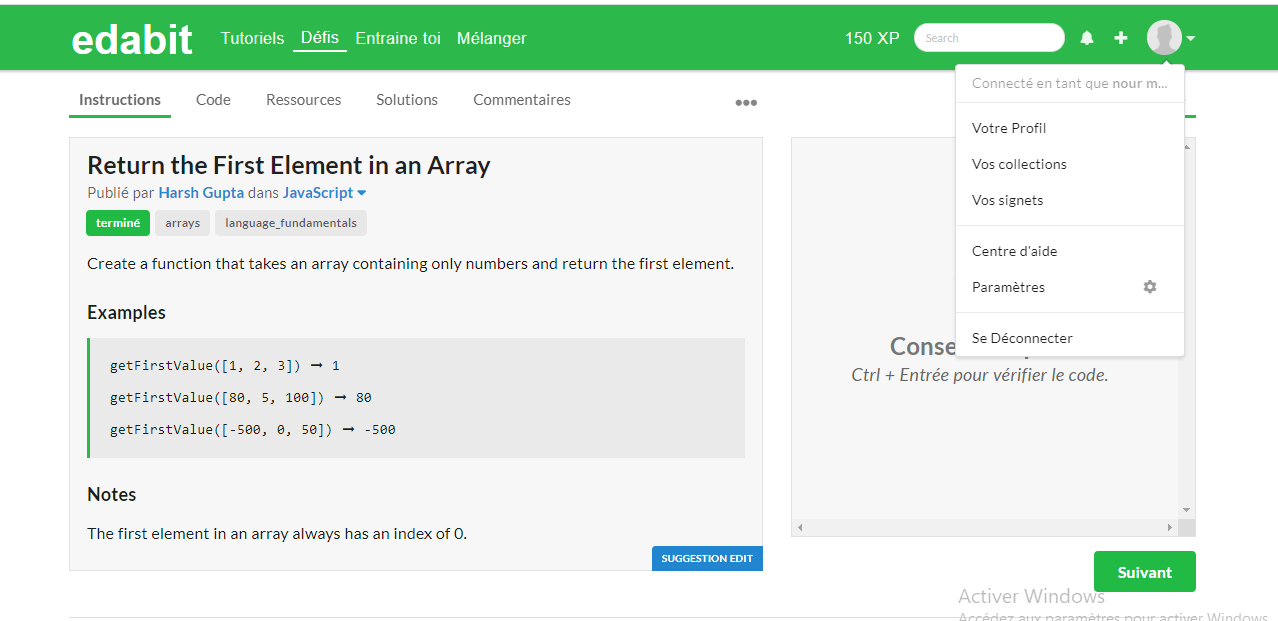 edabit Tutoriels Défis Entraine toi Mélanger 150 XP Search
Connecté en tant que nour m...
Votre Profil
Vos collections
Vos signets
Centre d'aide
Paramètres
Se Déconnecter
Instructions Code Ressources Solutions Commentaires •••
Return the First Element in an Array
Publié par Harsh Gupta dans JavaScript
terminé arrays language_fundamentals
Create a function that takes an array containing only numbers and return the first element.
Examples
getFirstValue([1, 2, 3]) ➞ 1
getFirstValue([80, 5, 100]) ➞ 80
getFirstValue([-500, 0, 50]) ➞ -500
Notes
The first element in an array always has an index of 0.
SUGGESTION EDIT
Ctrl + Entrée pour vérifier le code.
Suivant
Activer Windows
Accédez aux paramètres pour activer Windows.